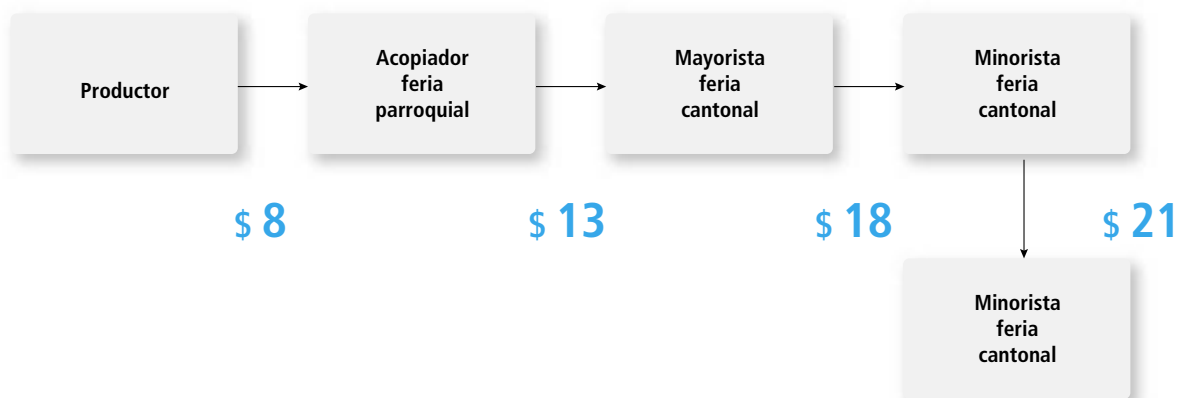 Productor
Acopiador
feria
parroquial
Mayorista
feria
cantonal
Minorista
feria
cantonal
$ 8
$ 13
$ 18
$ 21
Minorista
feria
cantonal